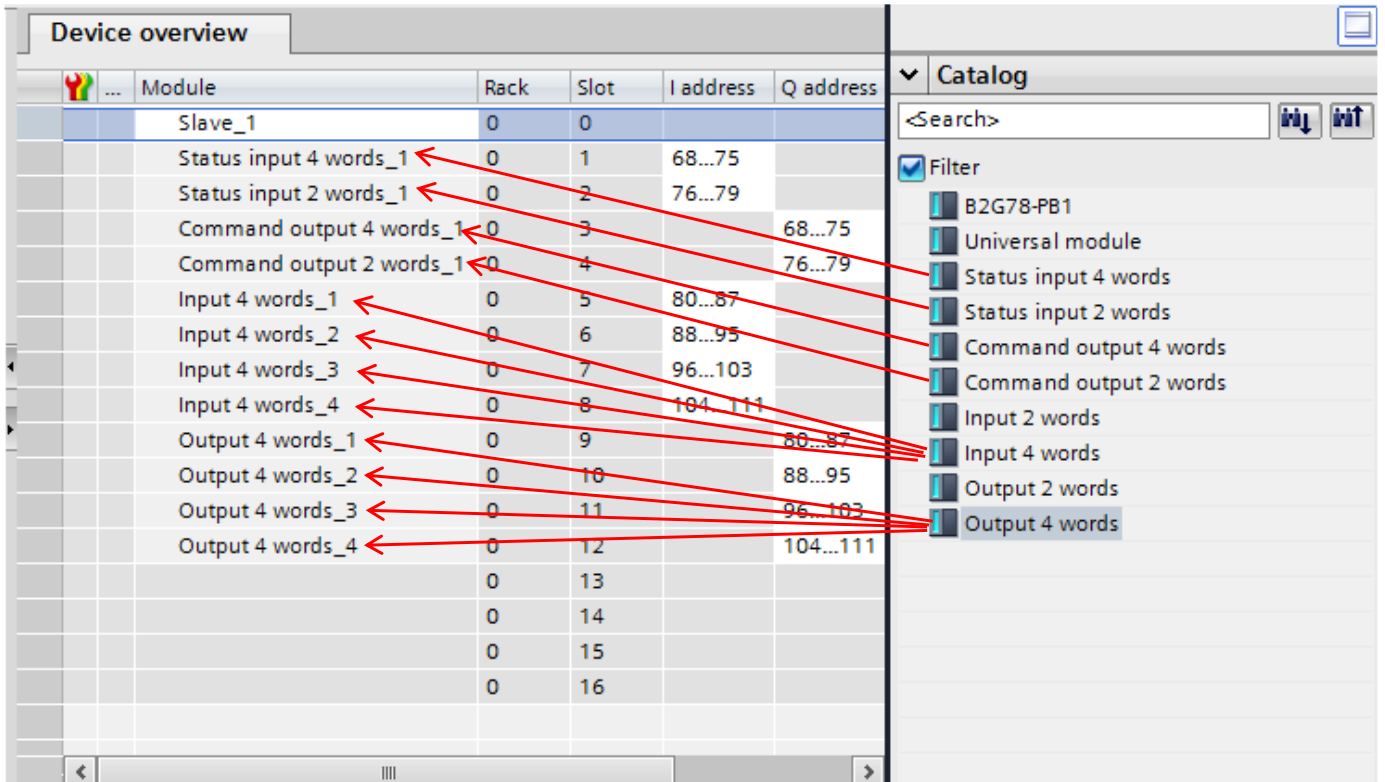 Device overview
... Module Rack Slot I address Q address
Slave_1 0 0
Status input 4 words_1 0 1 68...75
Status input 2 words_1 0 2 76...79
Command output 4 words_1 0 3 68...75
Command output 2 words_1 0 4 76...79
Input 4 words_1 0 5 80...87
Input 4 words_2 0 6 88...95
Input 4 words_3 0 7 96...103
Input 4 words_4 0 8 104...111
Output 4 words_1 0 9 80...87
Output 4 words_2 0 10 88...95
Output 4 words_3 0 11 96...103
Output 4 words_4 0 12 104...111
0 13
0 14
0 15
0 16
Catalog
<Search>
Filter
B2G78-PB1
Universal module
Status input 4 words
Status input 2 words
Command output 4 words
Command output 2 words
Input 2 words
Input 4 words
Output 2 words
Output 4 words